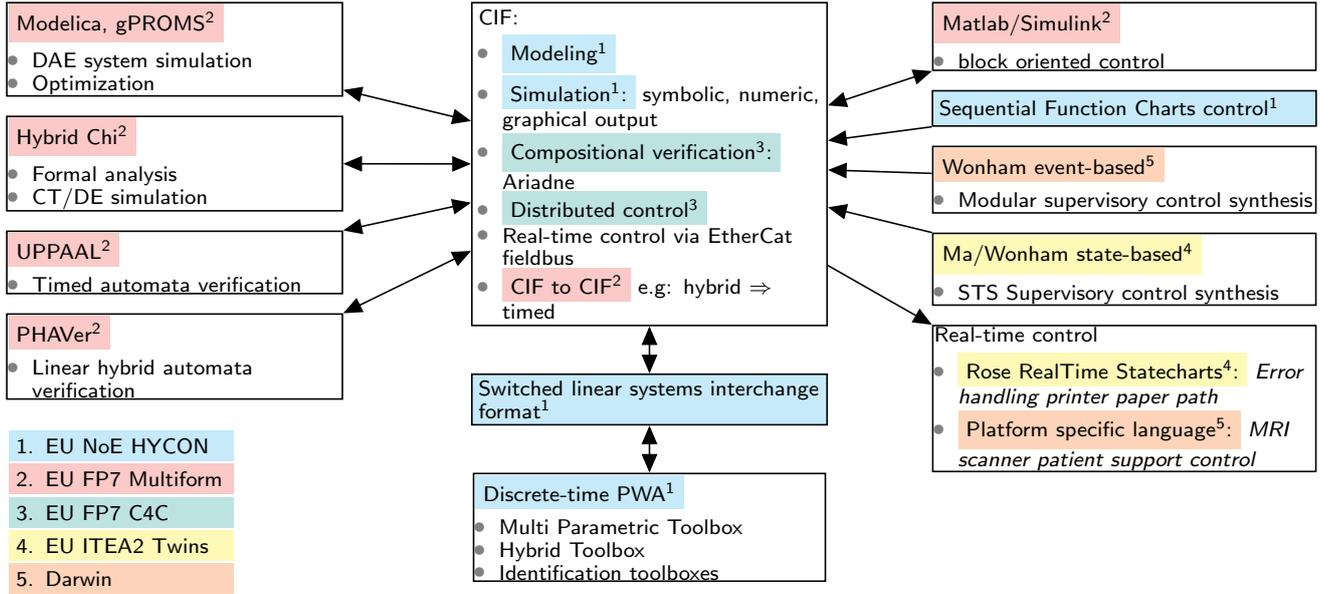 Modelica, gPROMS²
• DAE system simulation
• Optimization
Hybrid Chi²
• Formal analysis
• CT/DE simulation
UPPAAL²
• Timed automata verification
PHAVer²
• Linear hybrid automata
verification
1. EU NoE HYCON
2. EU FP7 Multiform
3. EU FP7 C4C
4. EU ITEA2 Twins
5. Darwin
CIF:
• Modeling¹
• Simulation¹: symbolic, numeric,
graphical output
• Compositional verification³:
Ariadne
• Distributed control³
• Real-time control via EtherCat
fieldbus
• CIF to CIF² e.g: hybrid ⇒
timed
Switched linear systems interchange
format¹
Discrete-time PWA¹
• Multi Parametric Toolbox
• Hybrid Toolbox
• Identification toolboxes
Matlab/Simulink²
• block oriented control
Sequential Function Charts control¹
Wonham event-based⁵
• Modular supervisory control synthesis
Ma/Wonham state-based⁴
• STS Supervisory control synthesis
Real-time control
• Rose RealTime Statecharts⁴: Error
handling printer paper path
• Platform specific language⁵: MRI
scanner patient support control